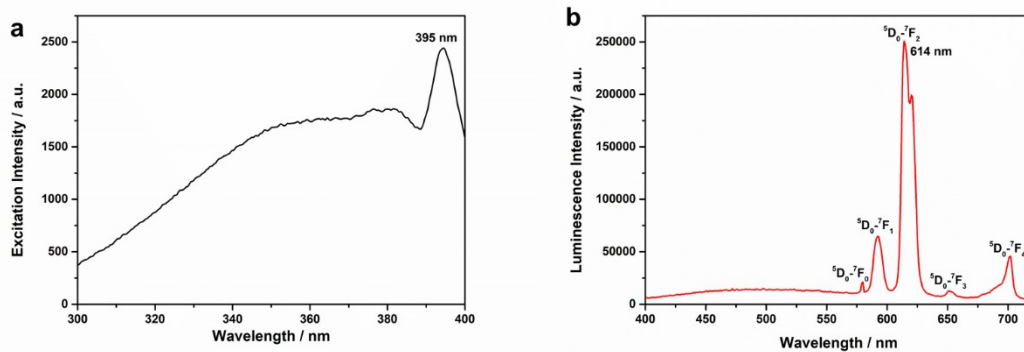 a
395 nm
2500
2000
1500
1000
500
0
300 320 340 360 380 400
Wavelength / nm
Excitation Intensity / a.u.
b
⁵D₀-⁷F₂
614 nm
250000
200000
150000
100000
50000
0
⁵D₀-⁷F₀
⁵D₀-⁷F₁
⁵D₀-⁷F₃
⁵D₀-⁷F₄
400 450 500 550 600 650 700
Wavelength / nm
Luminescence Intensity / a.u.